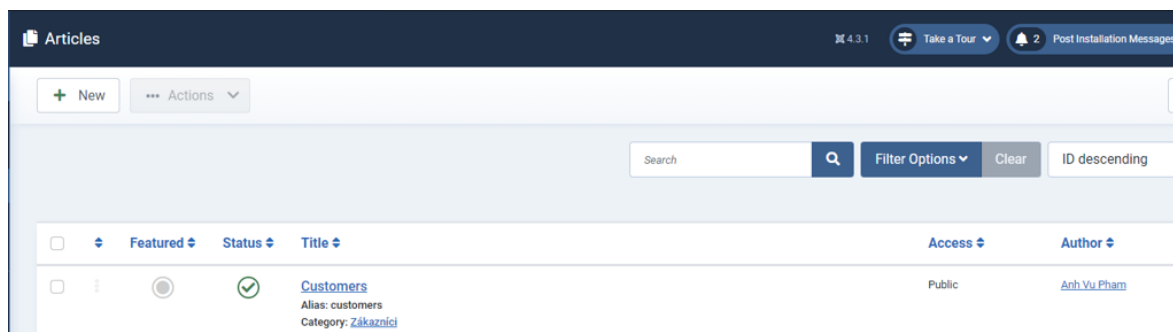 Articles 4.3.1 Take a Tour 2 Post Installation Messages
New Actions
Search Filter Options Clear ID descending
Featured Status Title Access Author
Customers Public Anh Vu Pham
Alias: customers
Category: Zákazníci